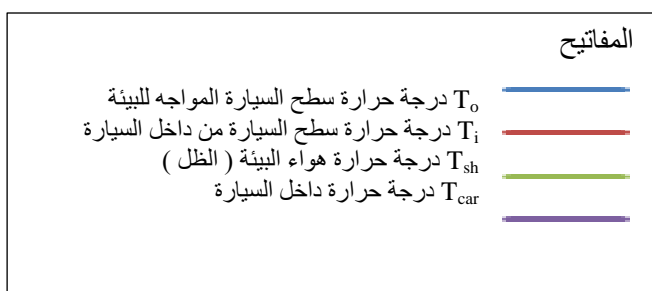 المفاتيح
T_o درجة حرارة سطح السيارة المواجه للبيئة
T_i درجة حرارة سطح السيارة من داخل السيارة
T_sh درجة حرارة هواء البيئة ( الظل )
T_car درجة حرارة داخل السيارة